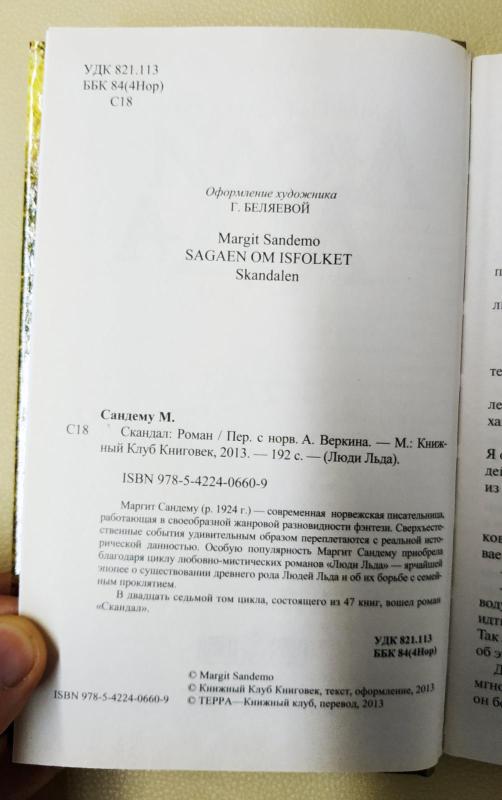 УДК 821.113
ББК 84(4Нор)
С18
Оформление художника
Г. БЕЛЯЕВОЙ
Margit Sandemo
SAGAEN OM ISFOLKET
Skandalen
Сандему М.
С18 Скандал: Роман / Пер. с норв. А. Веркина. — М.: Книж-
ный Клуб Книговек, 2013. — 192 с. — (Люди Льда).
ISBN 978-5-4224-0660-9
Маргит Сандему (р. 1924 г.) — современная норвежская писательница,
работающая в своеобразной жанровой разновидности фэнтези. Сверхъесте-
ственные события удивительным образом переплетаются с реальной исто-
рической данностью. Особую популярность Маргит Сандему приобрела
благодаря циклу любовно-мистических романов «Люди Льда» — ярчайшей
эпопее о существовании древнего рода Людей Льда и об их борьбе с семей-
ным проклятием.
В двадцать седьмой том цикла, состоящего из 47 книг, вошел роман
«Скандал».
УДК 821.113
ББК 84(4Нор)
© Margit Sandemo
© Книжный Клуб Книговек, текст, оформление, 2013
ISBN 978-5-4224-0660-9 © ТЕРРА—Книжный клуб, перевод, 2013